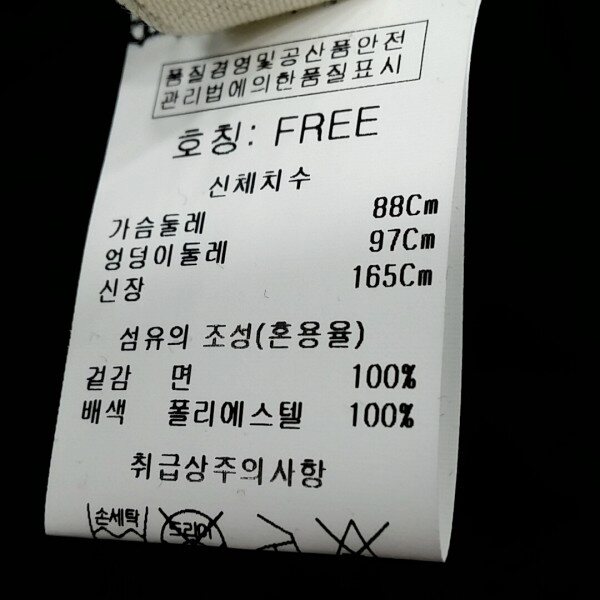 품질경영및공산품안전
관리법에의한품질표시
호칭: FREE
신체치수
가슴둘레 88Cm
엉덩이둘레 97Cm
신장 165Cm
섬유의 조성(혼용율)
겉감 면 100%
배색 폴리에스텔 100%
취급상주의사항
손세탁 드라이